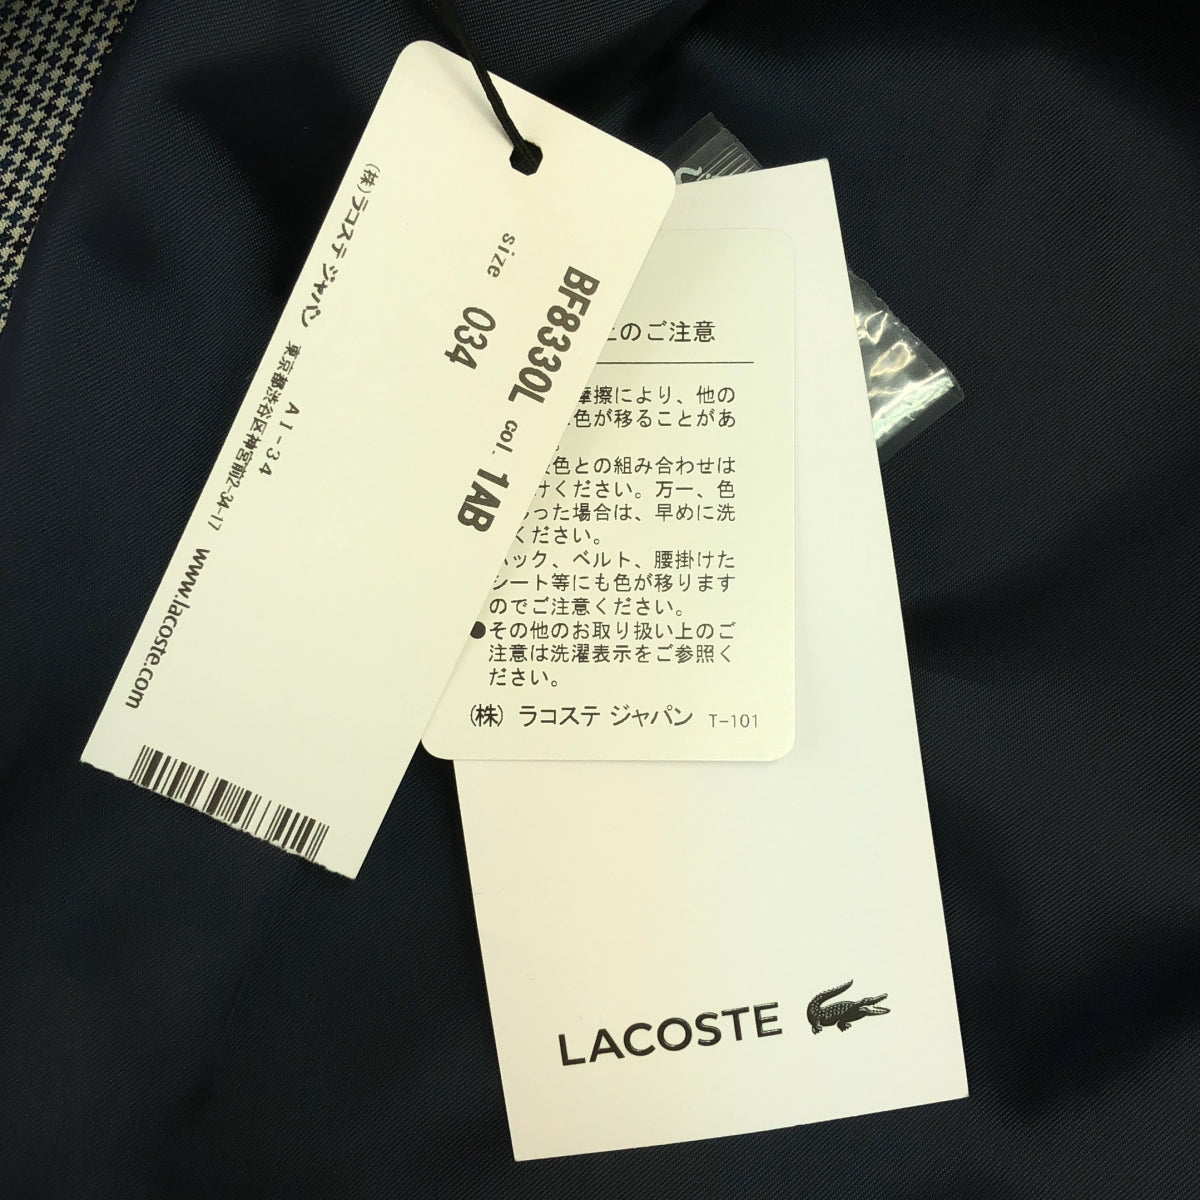 BF8330L col. 1AB
size 034
A I - 3 4
(株)ラコステ ジャパン 東京都渋谷区神宮前2-34-17 www.lacoste.com
のご注意
摩擦により、他の
色が移ることがあ
。
色との組み合わせは
けください。万一、色
った場合は、早めに洗
ください。
ック、ベルト、腰掛けた
シート等にも色が移ります
のでご注意ください。
●その他のお取り扱い上のご
注意は洗濯表示をご参照く
ださい。
(株) ラコステ ジャパン T-101
LACOSTE